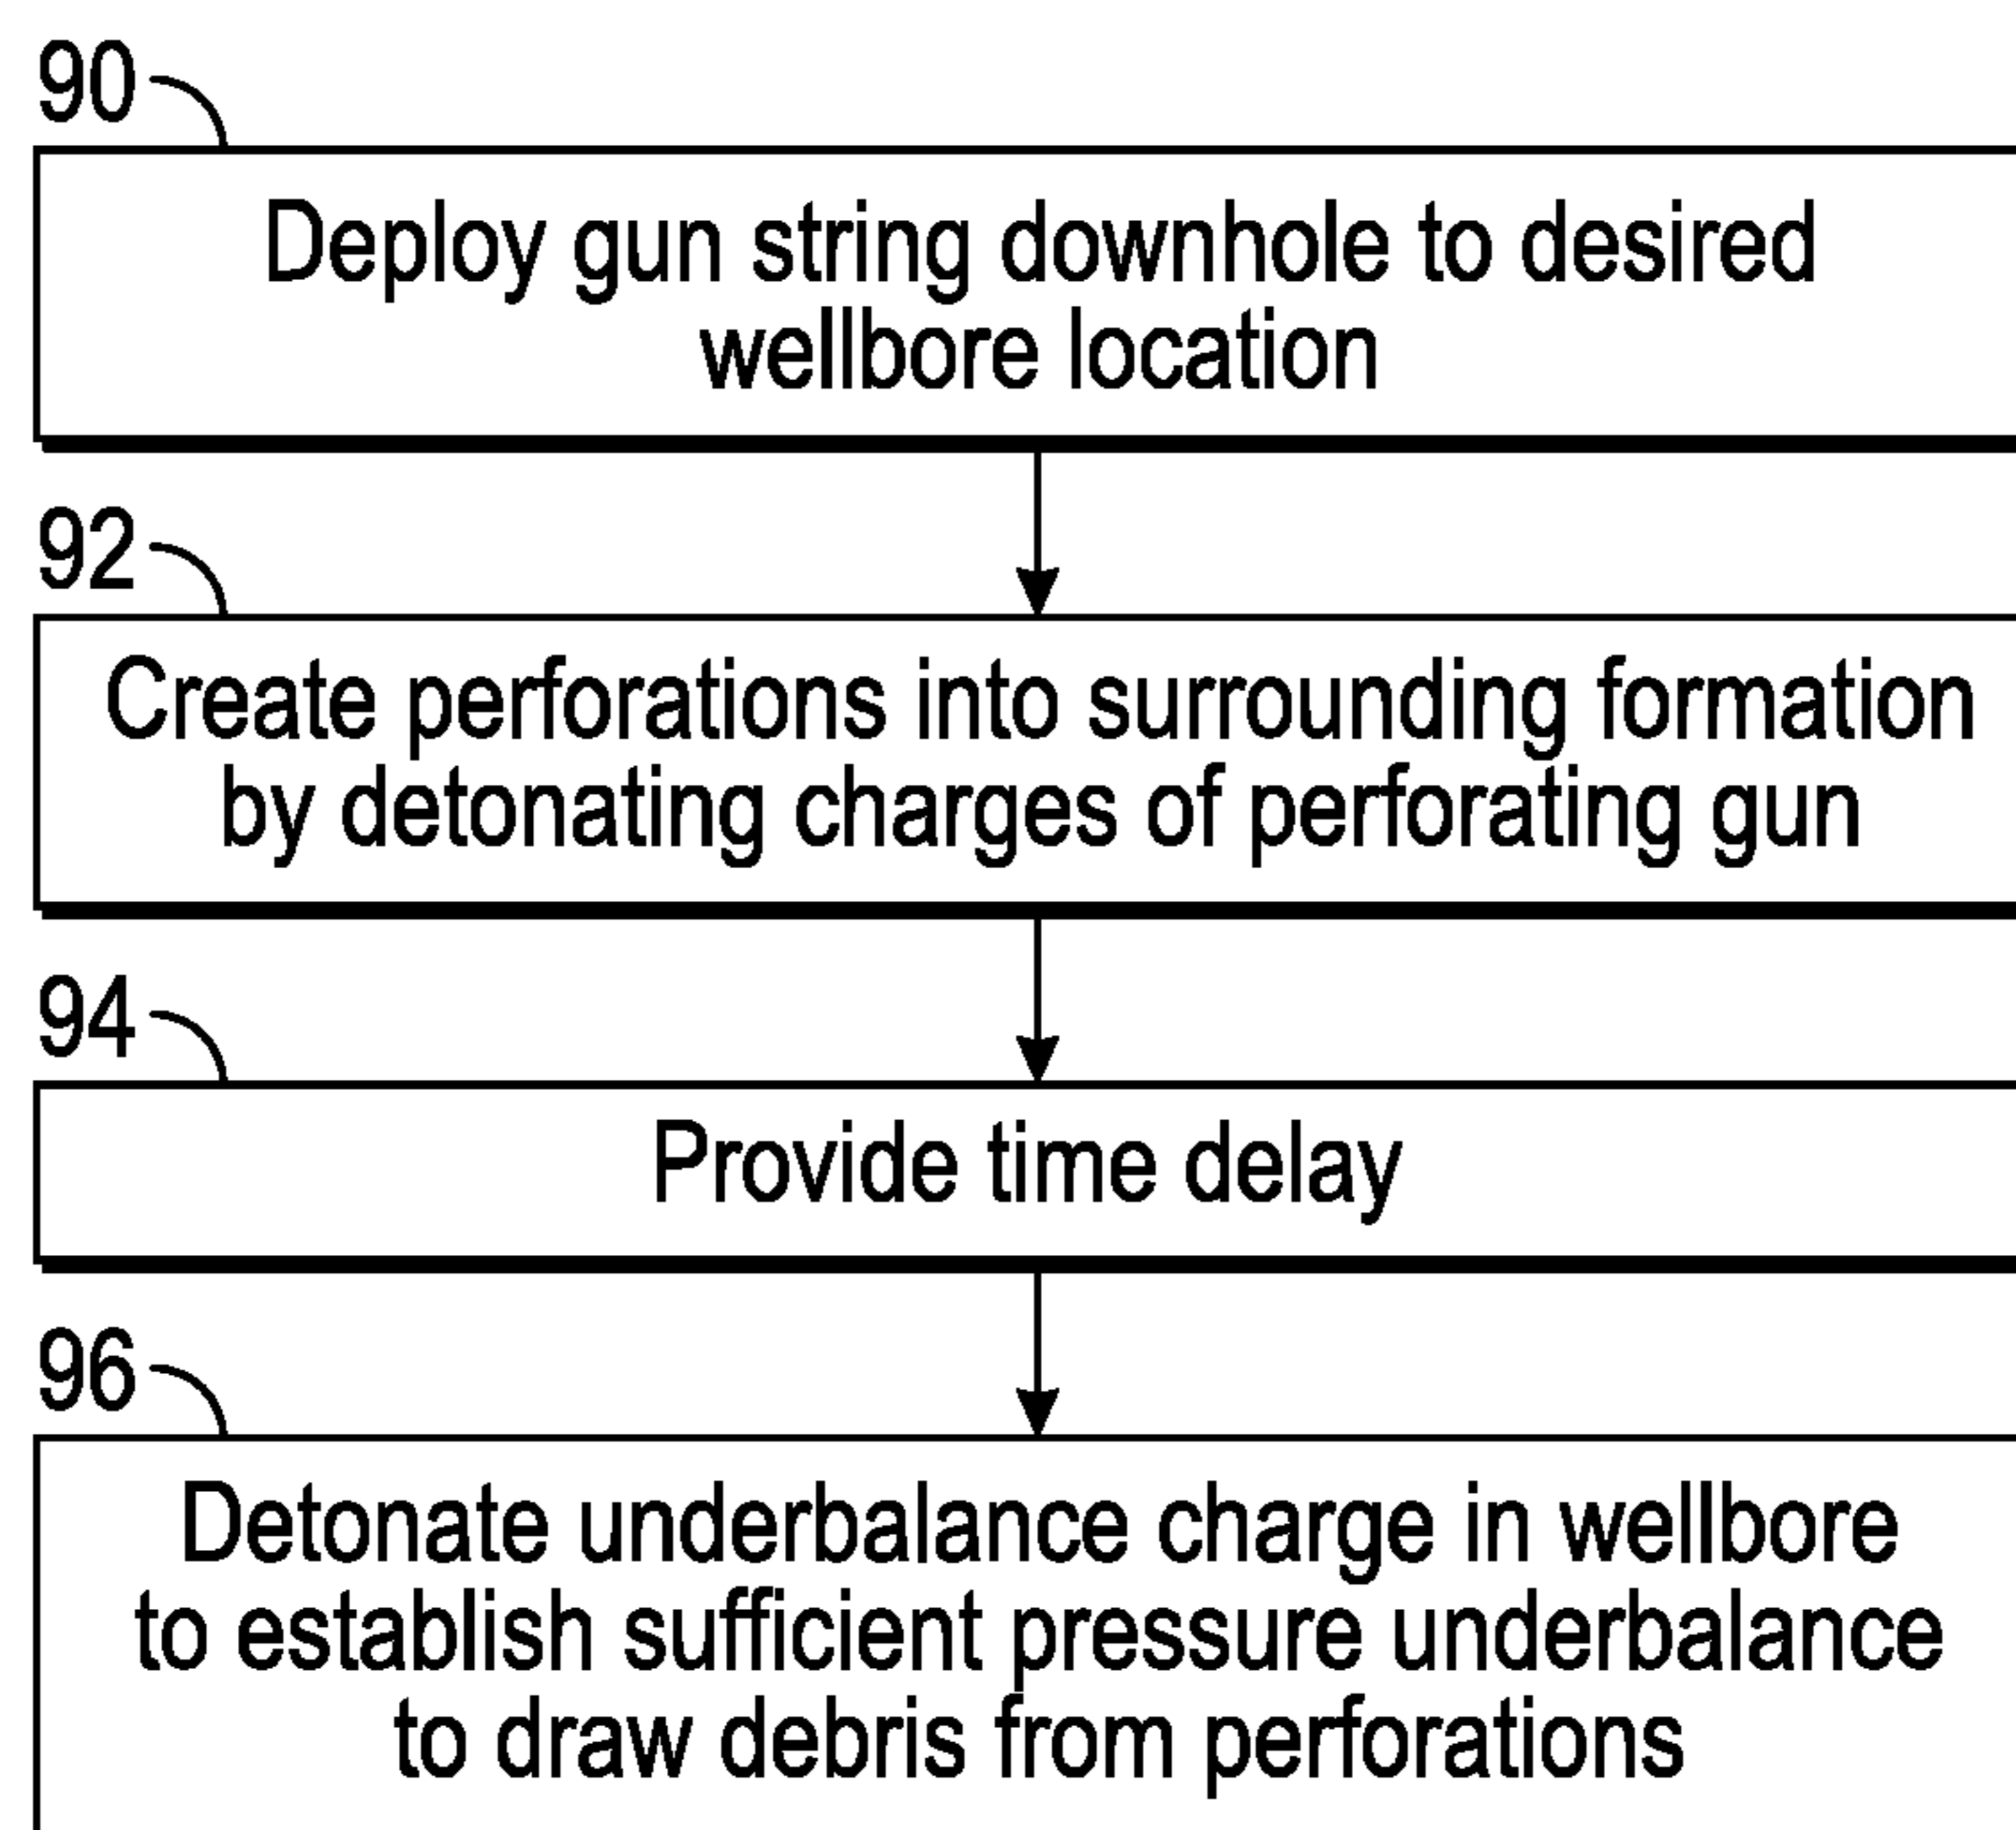 90
Deploy gun string downhole to desired
wellbore location
92
Create perforations into surrounding formation
by detonating charges of perforating gun
94
Provide time delay
96
Detonate underbalance charge in wellbore
to establish sufficient pressure underbalance
to draw debris from perforations